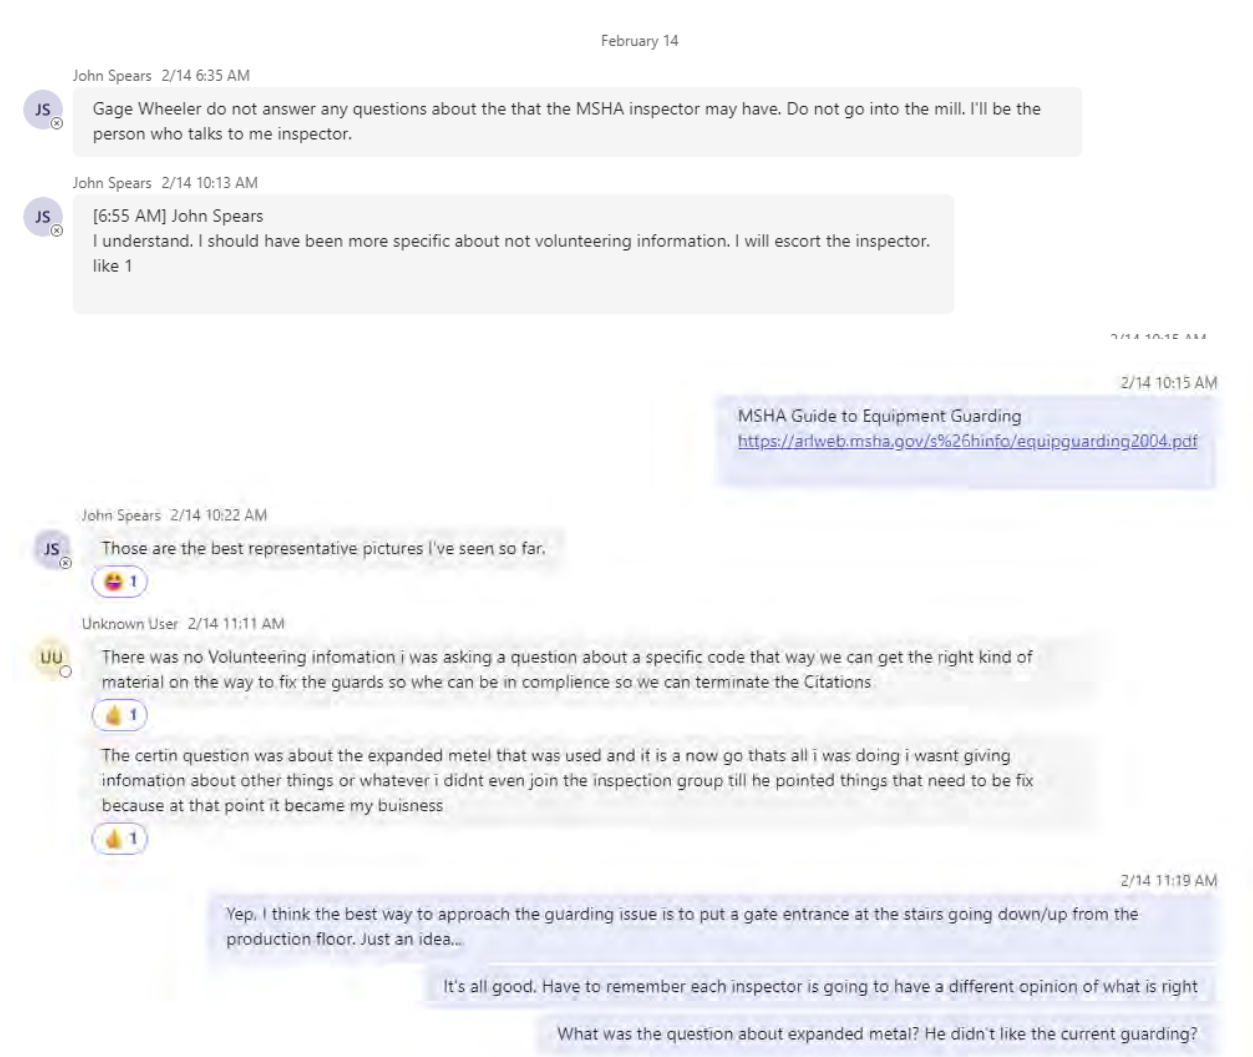 February 14
John Spears 2/14 6:35 AM
JS
Gage Wheeler do not answer any questions about the that the MSHA inspector may have. Do not go into the mill. I'll be the
person who talks to me inspector.
John Spears 2/14 10:13 AM
JS
[6:55 AM] John Spears
I understand. I should have been more specific about not volunteering information. I will escort the inspector.
like 1
2/14 10:15 AM
2/14 10:15 AM
MSHA Guide to Equipment Guarding
https://arlweb.msha.gov/s%26hinfo/equipguarding2004.pdf
John Spears 2/14 10:22 AM
JS
Those are the best representative pictures I've seen so far.
1
Unknown User 2/14 11:11 AM
UU
There was no Volunteering infomation i was asking a question about a specific code that way we can get the right kind of
material on the way to fix the guards so whe can be in complience so we can terminate the Citations
1
The certin question was about the expanded metel that was used and it is a now go thats all i was doing i wasnt giving
infomation about other things or whatever i didnt even join the inspection group till he pointed things that need to be fix
because at that point it became my buisness
1
2/14 11:19 AM
Yep. I think the best way to approach the guarding issue is to put a gate entrance at the stairs going down/up from the
production floor. Just an idea...
It's all good. Have to remember each inspector is going to have a different opinion of what is right
What was the question about expanded metal? He didn't like the current guarding?